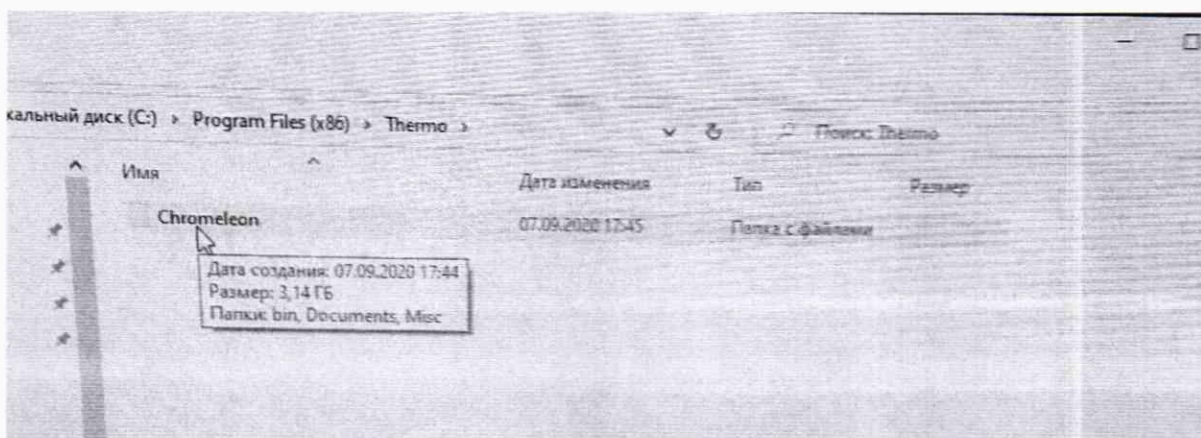 кальный диск (C:) › Program Files (x86) › Thermo ›
Поиск: Thermo
Имя
Дата изменения
Тип
Размер
Chromeleon
07.09.2020 17:45
Папка с файлами
Дата создания: 07.09.2020 17:44
Размер: 3,14 ГБ
Папки: bin, Documents, Misc